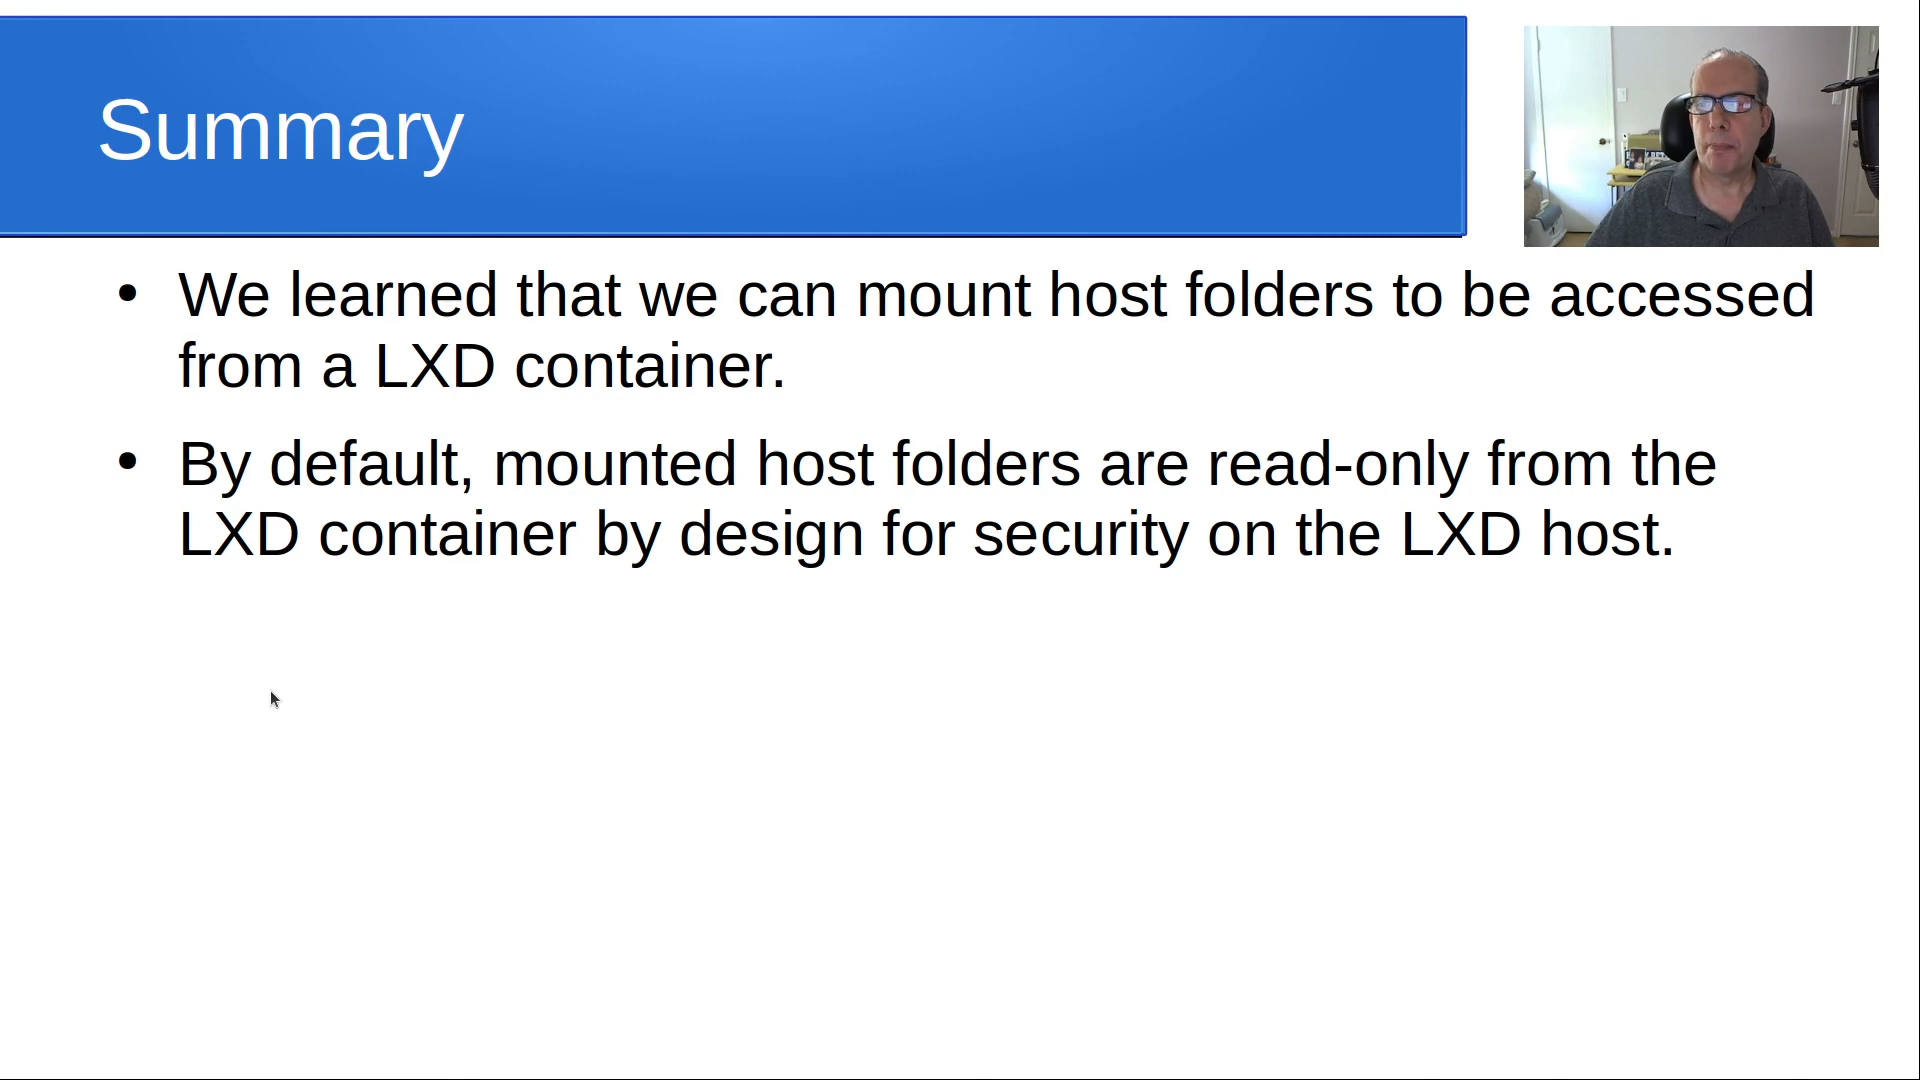 Summary
• We learned that we can mount host folders to be accessed
from a LXD container.
• By default, mounted host folders are read-only from the
LXD container by design for security on the LXD host.